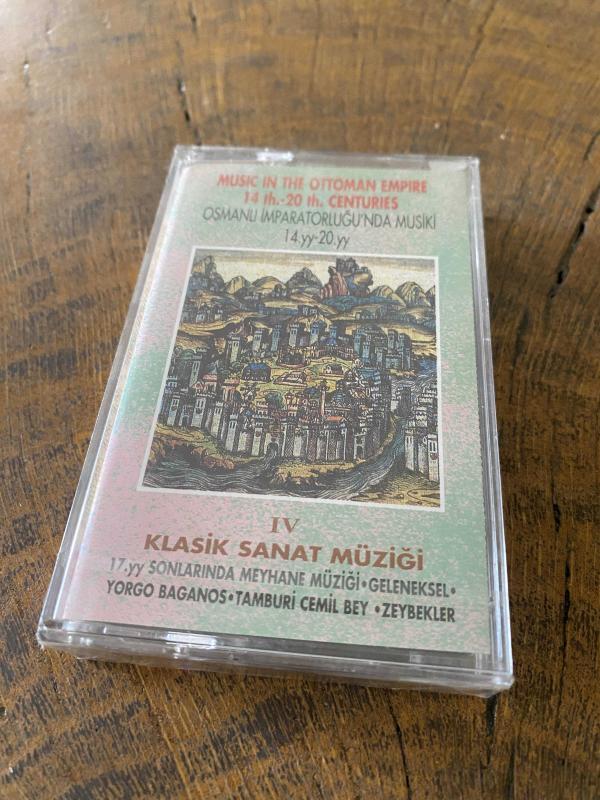 MUSIC IN THE OTTOMAN EMPIRE
14 th.-20 th. CENTURIES
OSMANLI İMPARATORLUĞU'NDA MUSİKİ
14.yy-20.yy
IV
KLASİK SANAT MÜZİĞİ
17.yy SONLARINDA MEYHANE MÜZİĞİ•GELENEKSEL•
YORGO BAGANOS•TAMBURİ CEMİL BEY •ZEYBEKLER